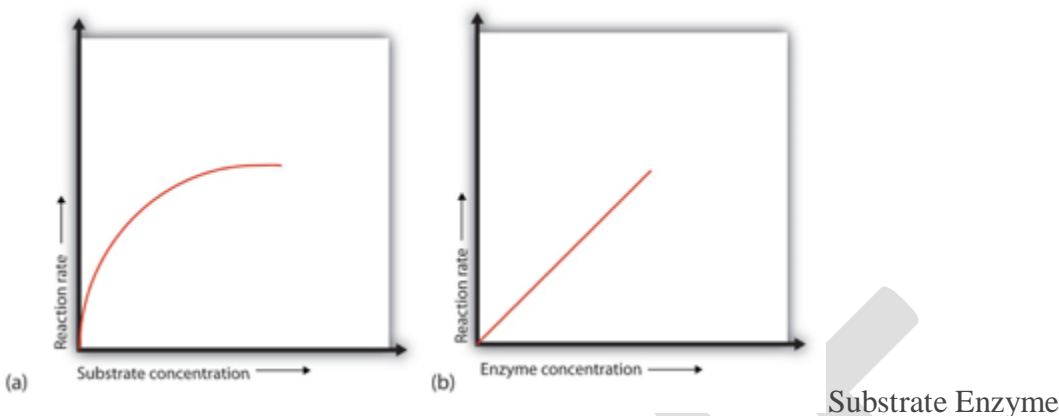 Reaction rate
Substrate concentration
(a)
Reaction rate
Enzyme concentration
(b)
Substrate Enzyme